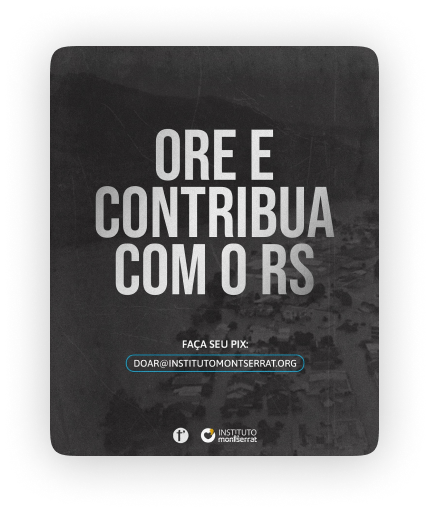 ORE E
CONTRIBUA
COM O RS
FAÇA SEU PIX:
DOAR@INSTITUTOMONTSERRAT.ORG
INSTITUTO
montserrat